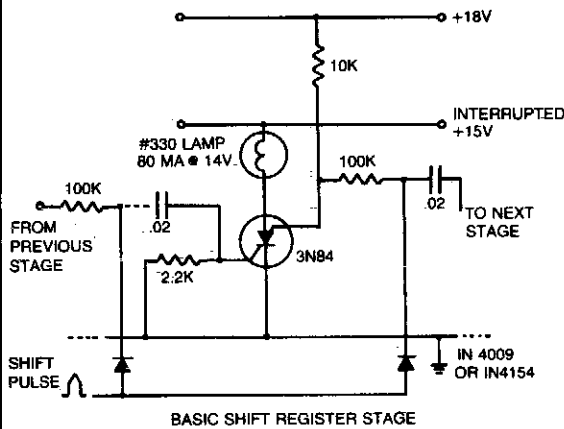 +18V
10K
INTERRUPTED
+15V
#330 LAMP
80 MA @ 14V
100K
100K
.02
.02
TO NEXT
STAGE
FROM
PREVIOUS
STAGE
3N84
2.2K
SHIFT
PULSE
IN 4009
OR IN4154
BASIC SHIFT REGISTER STAGE